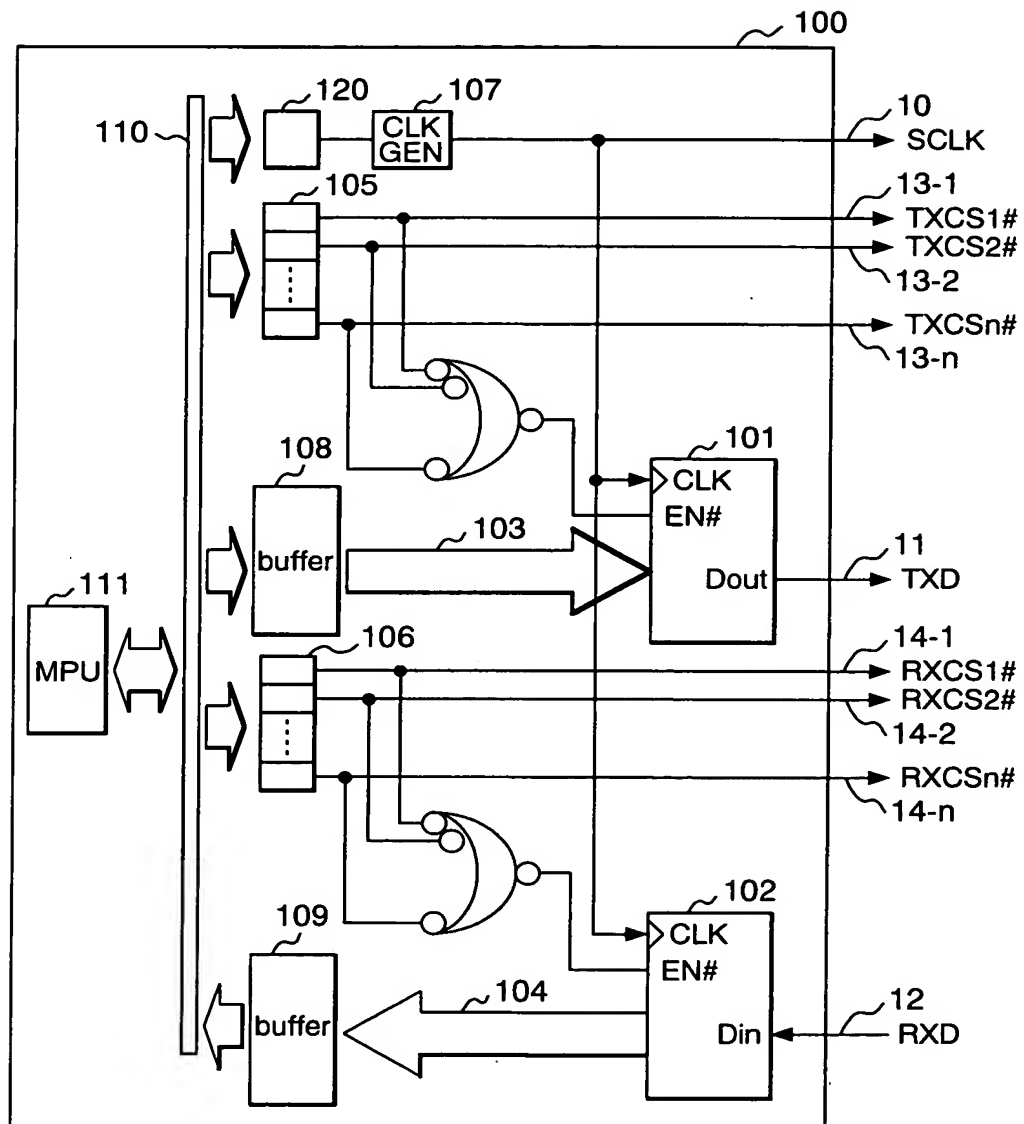 100
120
107
110
CLK
GEN
10
SCLK
105
13-1
TXCS1#
TXCS2#
13-2
TXCSn#
13-n
108
101
CLK
EN#
buffer
103
11
Dout
TXD
111
MPU
106
14-1
RXCS1#
RXCS2#
14-2
RXCSn#
14-n
109
102
CLK
EN#
buffer
104
12
Din
RXD